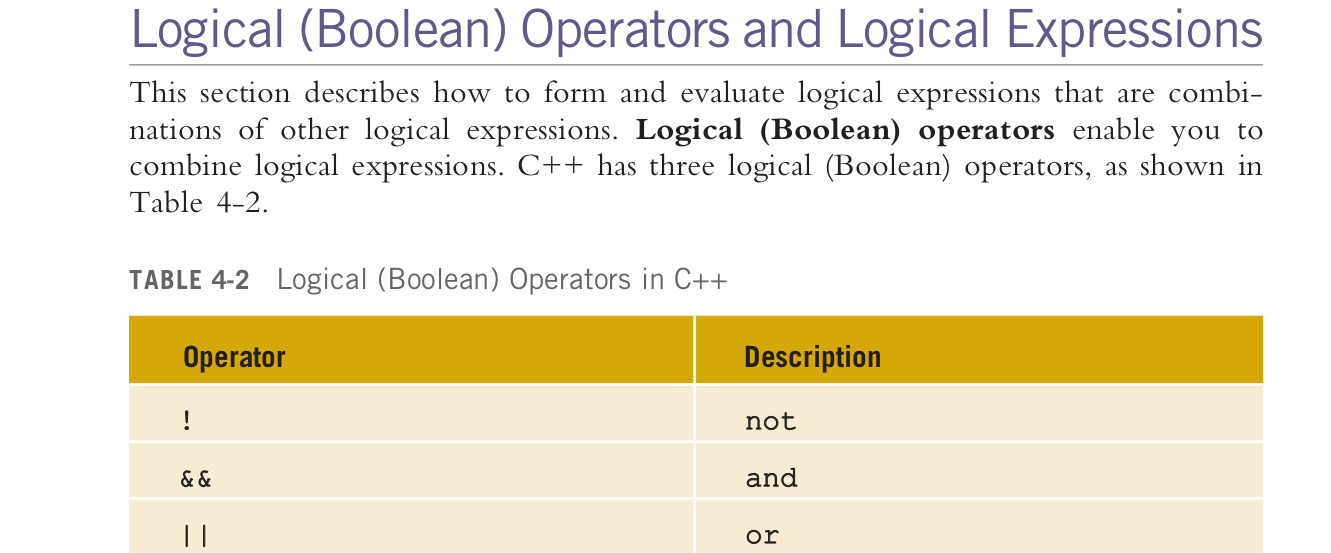 Logical (Boolean) Operators and Logical Expressions
This section describes how to form and evaluate logical expressions that are combi-
nations of other logical expressions. Logical (Boolean) operators enable you to
combine logical expressions. C++ has three logical (Boolean) operators, as shown in
Table 4-2.
TABLE 4-2 Logical (Boolean) Operators in C++
Operator Description
! not
&& and
|| or